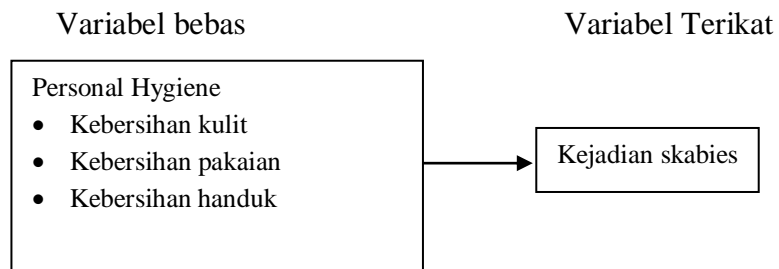 Variabel bebas
Variabel Terikat
Personal Hygiene
• Kebersihan kulit
• Kebersihan pakaian
• Kebersihan handuk
Kejadian skabies